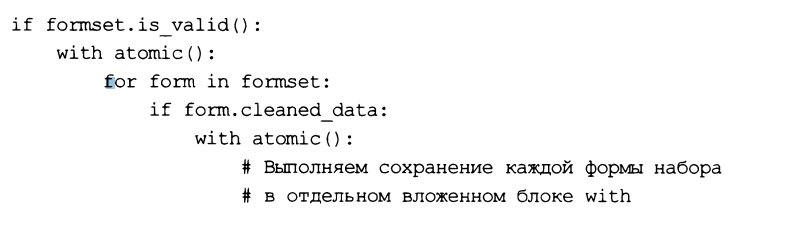 if formset.is_valid():
    with atomic():
        for form in formset:
            if form.cleaned_data:
                with atomic():
                    # Выполняем сохранение каждой формы набора
                    # в отдельном вложенном блоке with